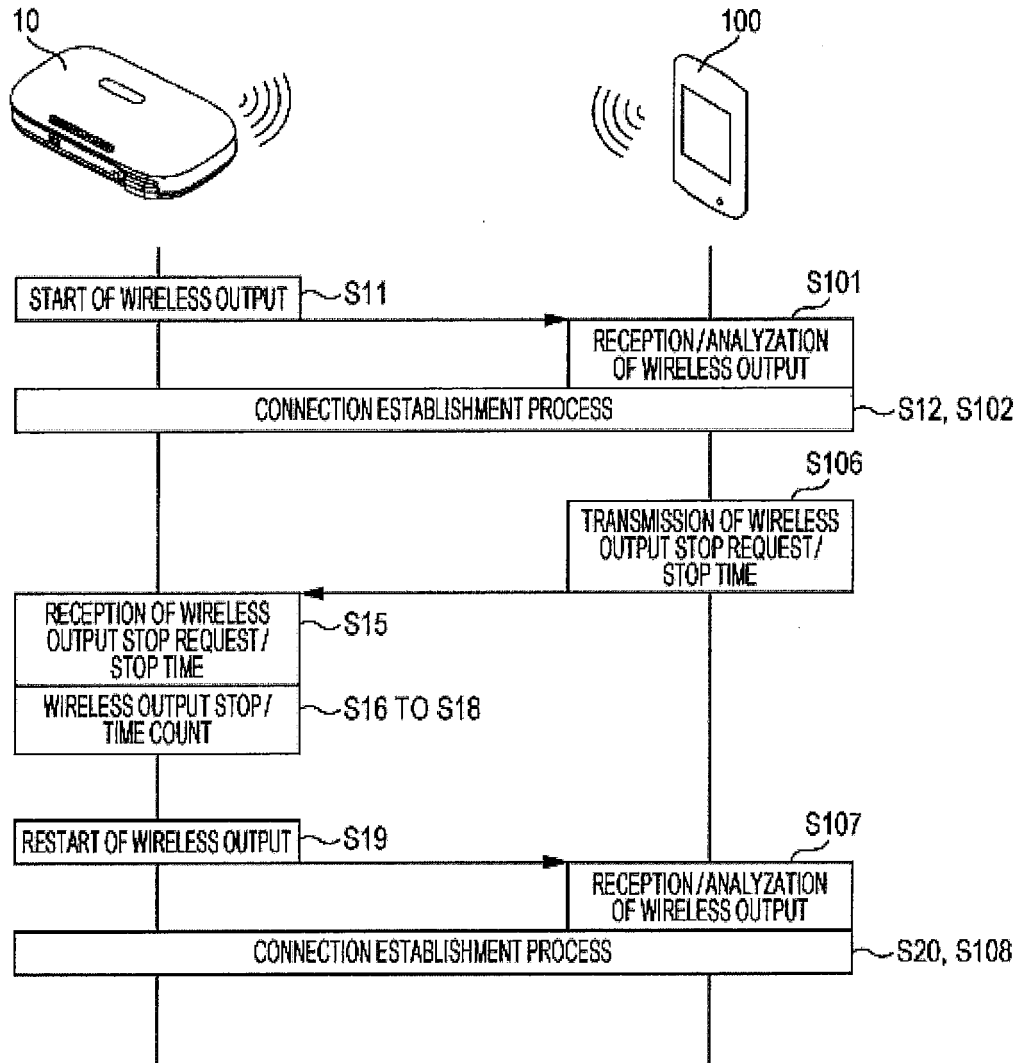 10
100
START OF WIRELESS OUTPUT
S11
S101
RECEPTION/ANALYZATION
OF WIRELESS OUTPUT
CONNECTION ESTABLISHMENT PROCESS
S12, S102
S106
TRANSMISSION OF WIRELESS
OUTPUT STOP REQUEST/
STOP TIME
RECEPTION OF WIRELESS
OUTPUT STOP REQUEST/
STOP TIME
S15
WIRELESS OUTPUT STOP/
TIME COUNT
S16 TO S18
RESTART OF WIRELESS OUTPUT
S19
S107
RECEPTION/ANALYZATION
OF WIRELESS OUTPUT
CONNECTION ESTABLISHMENT PROCESS
S20, S108